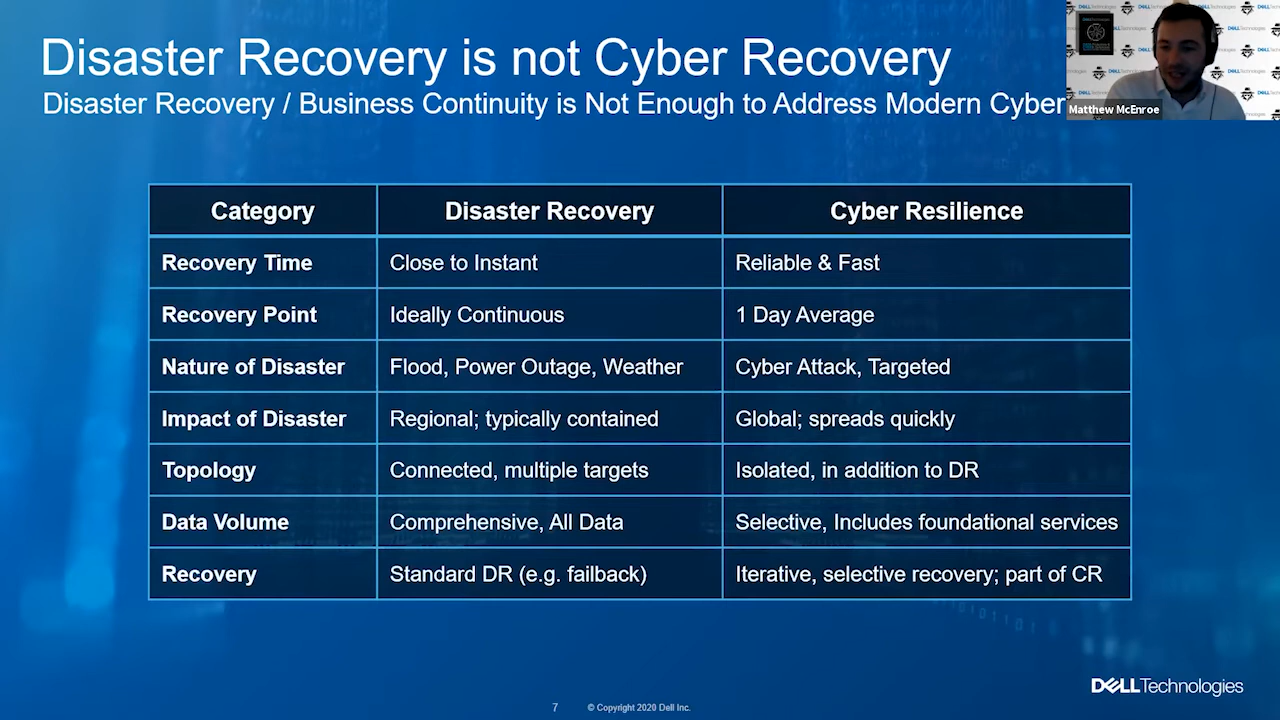 Disaster Recovery is not Cyber Recovery
Disaster Recovery / Business Continuity is Not Enough to Address Modern Cyber
Matthew McEnroe
Category Disaster Recovery Cyber Resilience
Recovery Time Close to Instant Reliable & Fast
Recovery Point Ideally Continuous 1 Day Average
Nature of Disaster Flood, Power Outage, Weather Cyber Attack, Targeted
Impact of Disaster Regional; typically contained Global; spreads quickly
Topology Connected, multiple targets Isolated, in addition to DR
Data Volume Comprehensive, All Data Selective, Includes foundational services
Recovery Standard DR (e.g. failback) Iterative, selective recovery; part of CR
DELLTechnologies
7 © Copyright 2020 Dell Inc.